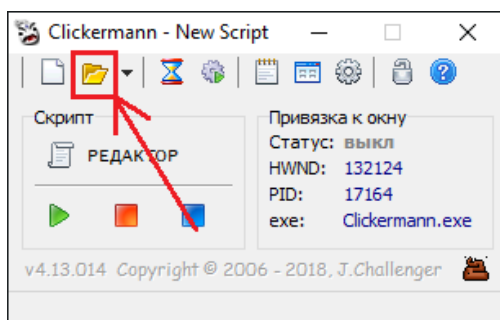 Clickermann - New Script
Скрипт
РЕДАКТОР
Привязка к окну
Статус: выкл
HWND: 132124
PID: 17164
exe: Clickermann.exe
v4.13.014 Copyright © 2006 - 2018, J.Challenger